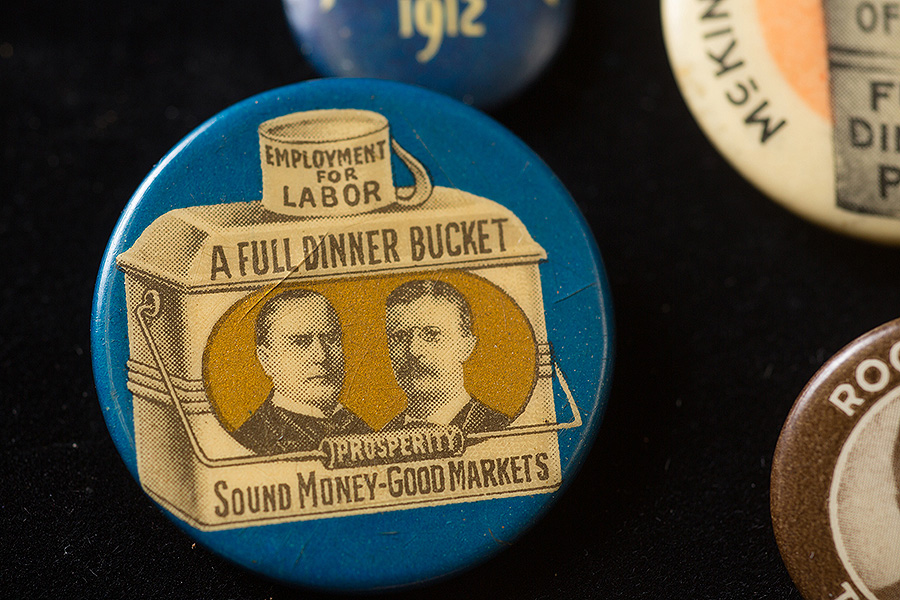 1912
McKIN
OF
F
DI
P
EMPLOYMENT
FOR
LABOR
A FULL DINNER BUCKET
PROSPERITY
SOUND MONEY-GOOD MARKETS
ROO